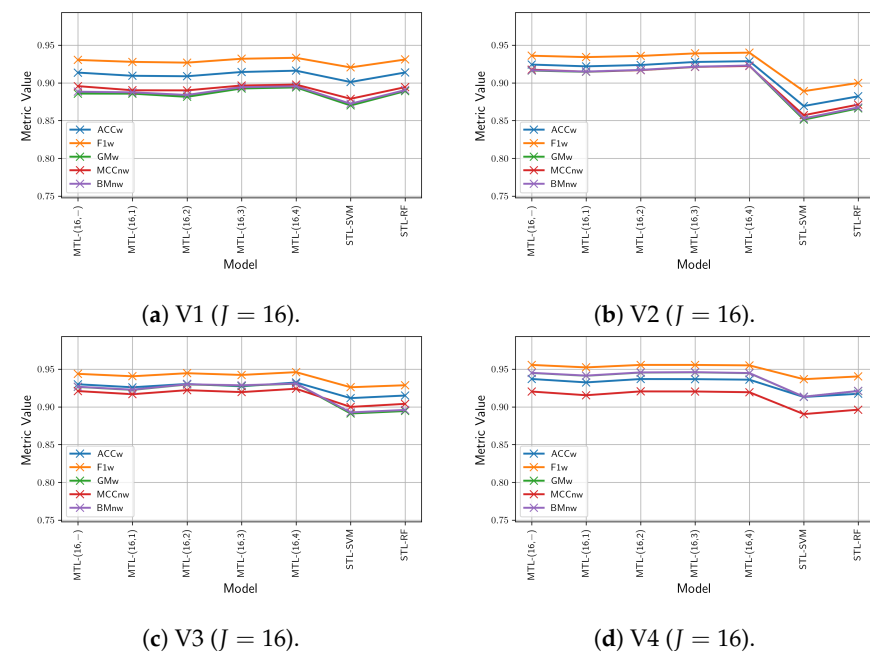 0.95
0.90
0.85
0.80
0.75
Metric Value
ACCw
F1w
GMw
MCCnw
BMnw
MTL-(16,−)
MTL-(16,1)
MTL-(16,2)
MTL-(16,3)
MTL-(16,4)
STL-SVM
STL-RF
Model
(a) V1 (J = 16).
0.95
0.90
0.85
0.80
0.75
Metric Value
ACCw
F1w
GMw
MCCnw
BMnw
MTL-(16,−)
MTL-(16,1)
MTL-(16,2)
MTL-(16,3)
MTL-(16,4)
STL-SVM
STL-RF
Model
(b) V2 (J = 16).
0.95
0.90
0.85
0.80
0.75
Metric Value
ACCw
F1w
GMw
MCCnw
BMnw
MTL-(16,−)
MTL-(16,1)
MTL-(16,2)
MTL-(16,3)
MTL-(16,4)
STL-SVM
STL-RF
Model
(c) V3 (J = 16).
0.95
0.90
0.85
0.80
0.75
Metric Value
ACCw
F1w
GMw
MCCnw
BMnw
MTL-(16,−)
MTL-(16,1)
MTL-(16,2)
MTL-(16,3)
MTL-(16,4)
STL-SVM
STL-RF
Model
(d) V4 (J = 16).